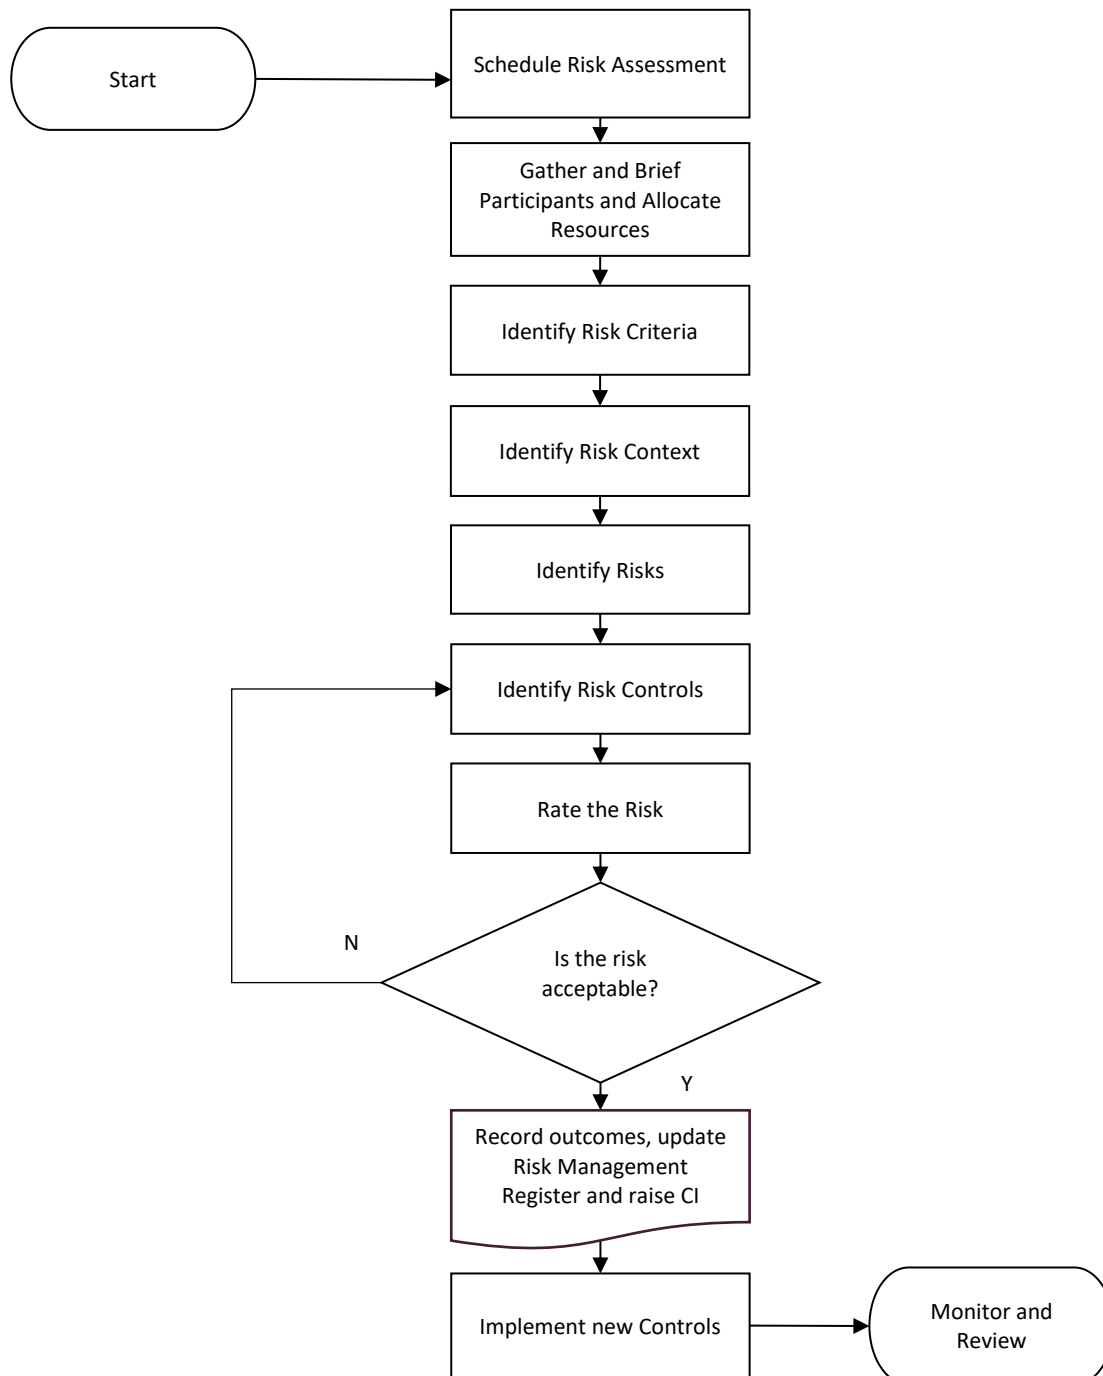 Start
Schedule Risk Assessment
Gather and Brief
Participants and Allocate
Resources
Identify Risk Criteria
Identify Risk Context
Identify Risks
Identify Risk Controls
Rate the Risk
N
Is the risk
acceptable?
Y
Record outcomes, update
Risk Management
Register and raise CI
Implement new Controls
Monitor and
Review